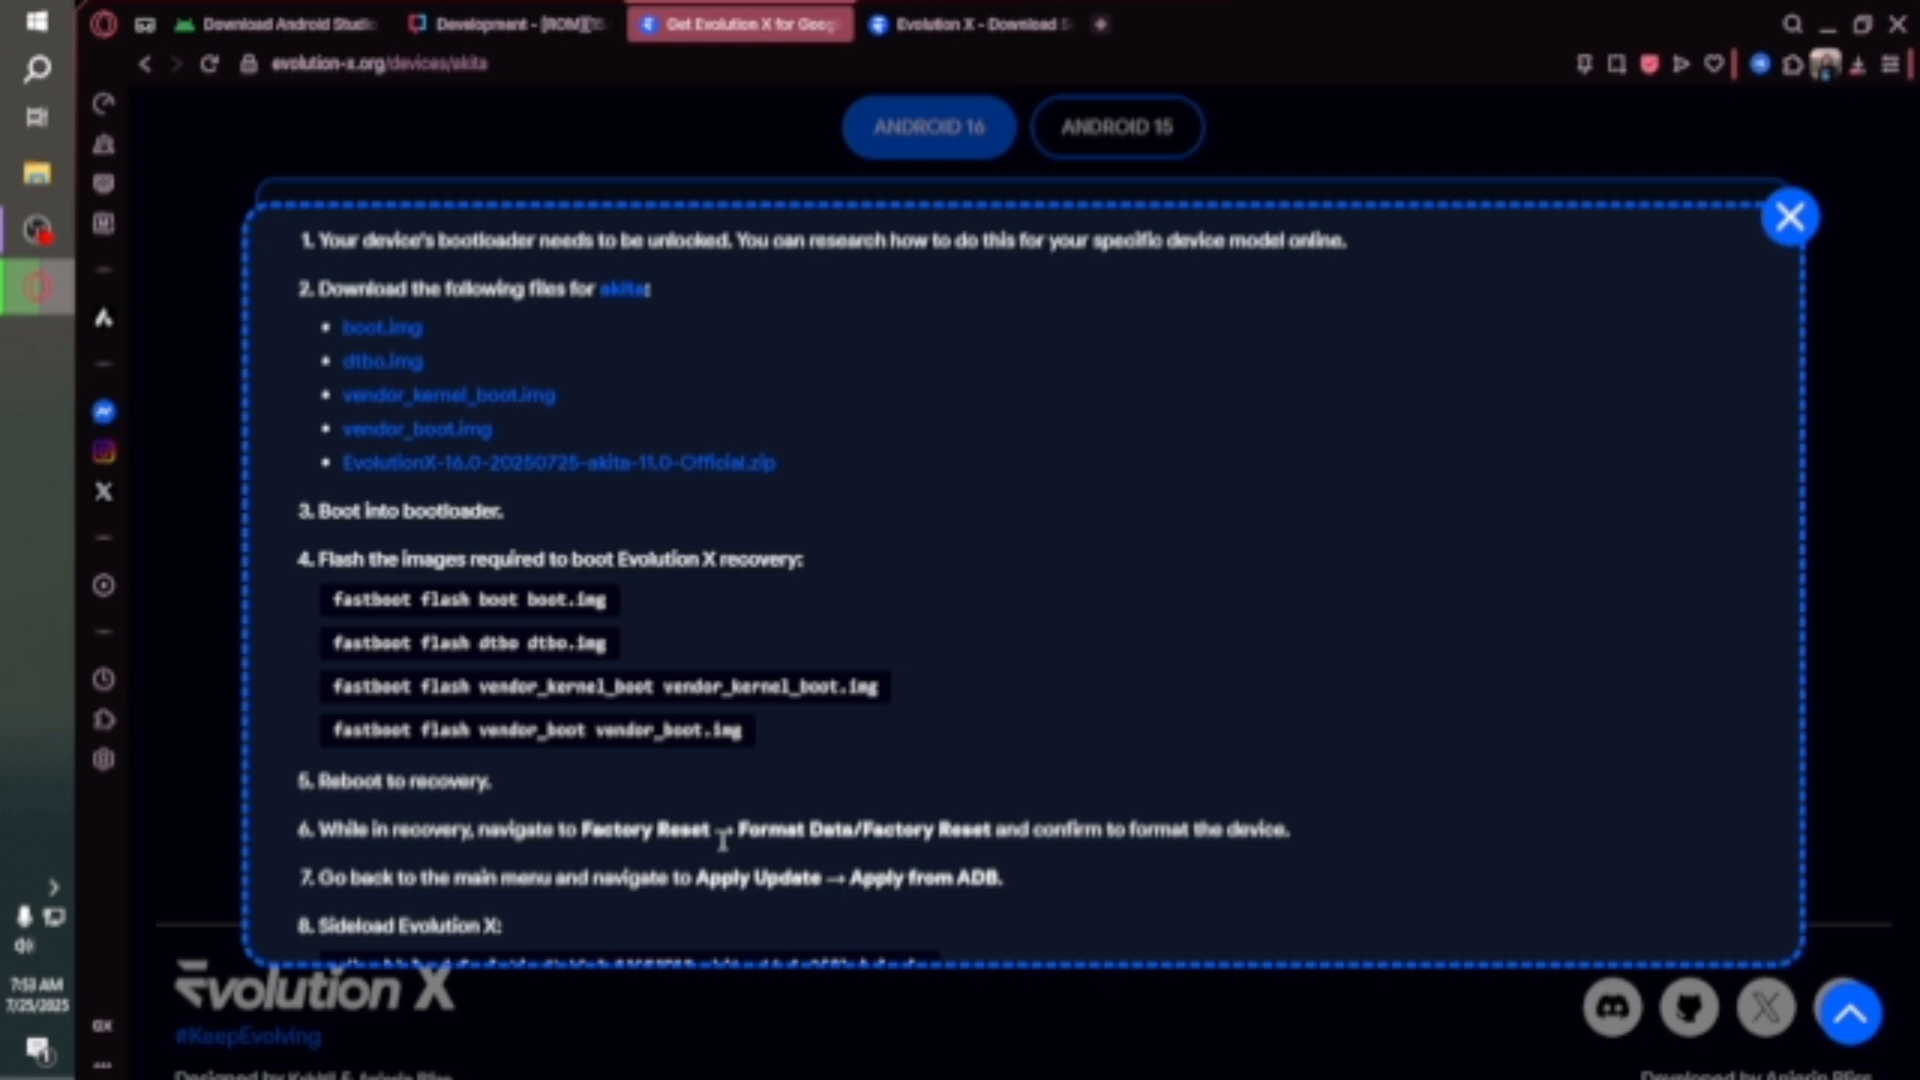 Download Android Studio
Development - [ROM][15.
Get Evolution X for Goog
Evolution X - Download S
evolution-x.org/devices/akita
ANDROID 16
ANDROID 15
1. Your device's bootloader needs to be unlocked. You can research how to do this for your specific device model online.
2. Download the following files for akita:
• boot.img
• dtbo.img
• vendor_kernel_boot.img
• vendor_boot.img
• EvolutionX-16.0-20250725-akita-11.0-Official.zip
3. Boot into bootloader.
4. Flash the images required to boot Evolution X recovery:
fastboot flash boot boot.img
fastboot flash dtbo dtbo.img
fastboot flash vendor_kernel_boot vendor_kernel_boot.img
fastboot flash vendor_boot vendor_boot.img
5. Reboot to recovery.
6. While in recovery, navigate to Factory Reset → Format Data/Factory Reset and confirm to format the device.
7. Go back to the main menu and navigate to Apply Update → Apply from ADB.
8. Sideload Evolution X:
Evolution X
#KeepEvolving
7:53 AM
7/25/2025
GX
Designed by
Developed by